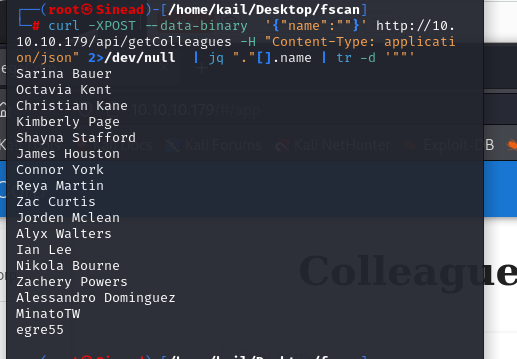 ┌──(root㉿Sinead)-[/home/kail/Desktop/fscan]
└─# curl -XPOST --data-binary  '{"name":""}' http://10.
10.10.179/api/getColleagues -H "Content-Type: applicati
on/json" 2>/dev/null  | jq "."[].name | tr -d '""'
Sarina Bauer
Octavia Kent
Christian Kane
Kimberly Page
Shayna Stafford
James Houston
Connor York
Reya Martin
Zac Curtis
Jorden Mclean
Alyx Walters
Ian Lee
Nikola Bourne
Zachery Powers
Alessandro Dominguez
MinatoTW
egre55
10.10.10.179/#/app
Kali Forums
Kali NetHunter
Exploit-DB
Colleague